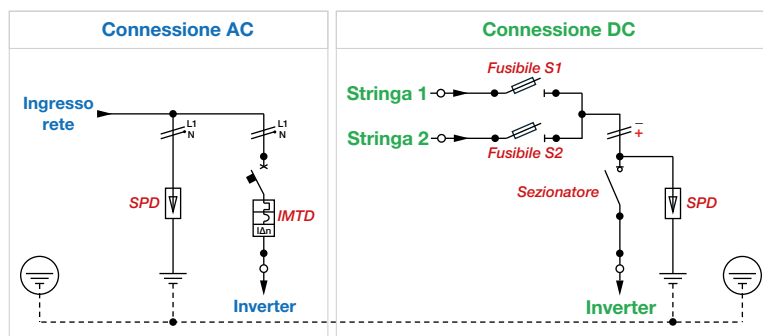 Connessione AC
Connessione DC
Ingresso
rete
L1
N
L1
N
SPD
IMTD
IΔn
Inverter
Stringa 1
Fusibile S1
Stringa 2
Fusibile S2
−
+
Sezionatore
SPD
Inverter